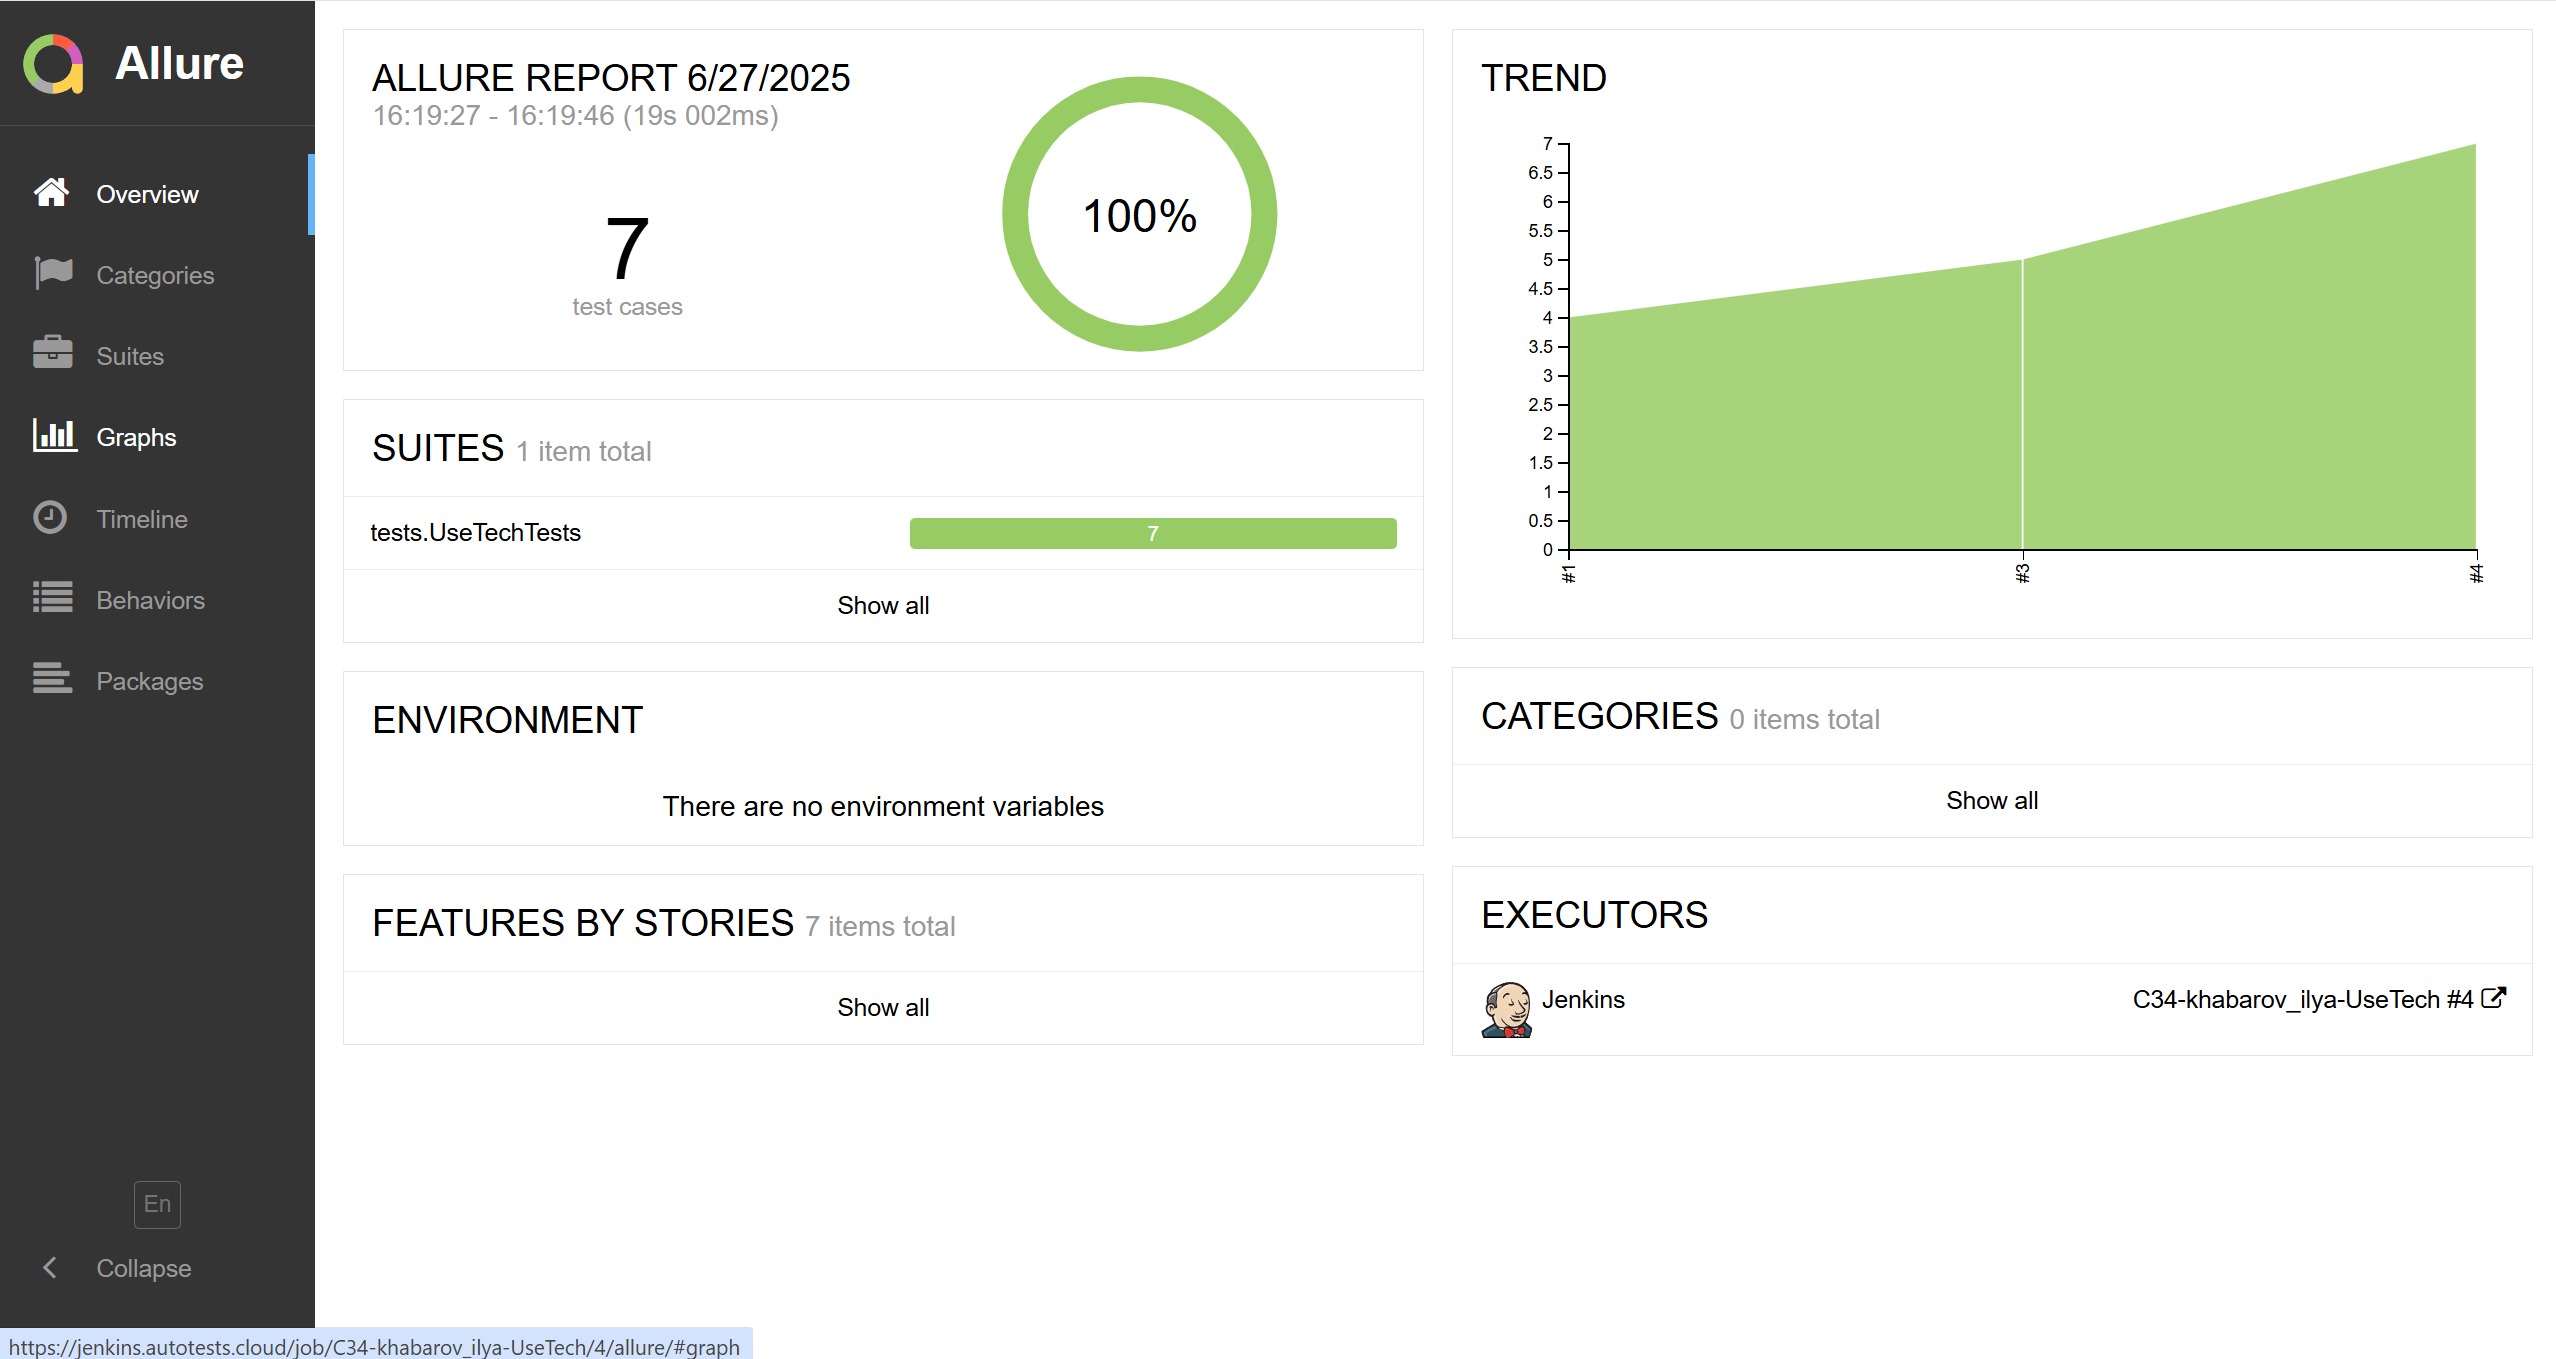 Allure
Overview
Categories
Suites
Graphs
Timeline
Behaviors
Packages
En
Collapse
ALLURE REPORT 6/27/2025
16:19:27 - 16:19:46 (19s 002ms)
7
test cases
100%
SUITES 1 item total
tests.UseTechTests 7
Show all
ENVIRONMENT
There are no environment variables
FEATURES BY STORIES 7 items total
Show all
TREND
7
6.5
6
5.5
5
4.5
4
3.5
3
2.5
2
1.5
1
0.5
0
#1 #3 #4
CATEGORIES 0 items total
Show all
EXECUTORS
Jenkins C34-khabarov_ilya-UseTech #4
https://jenkins.autotests.cloud/job/C34-khabarov_ilya-UseTech/4/allure/#graph